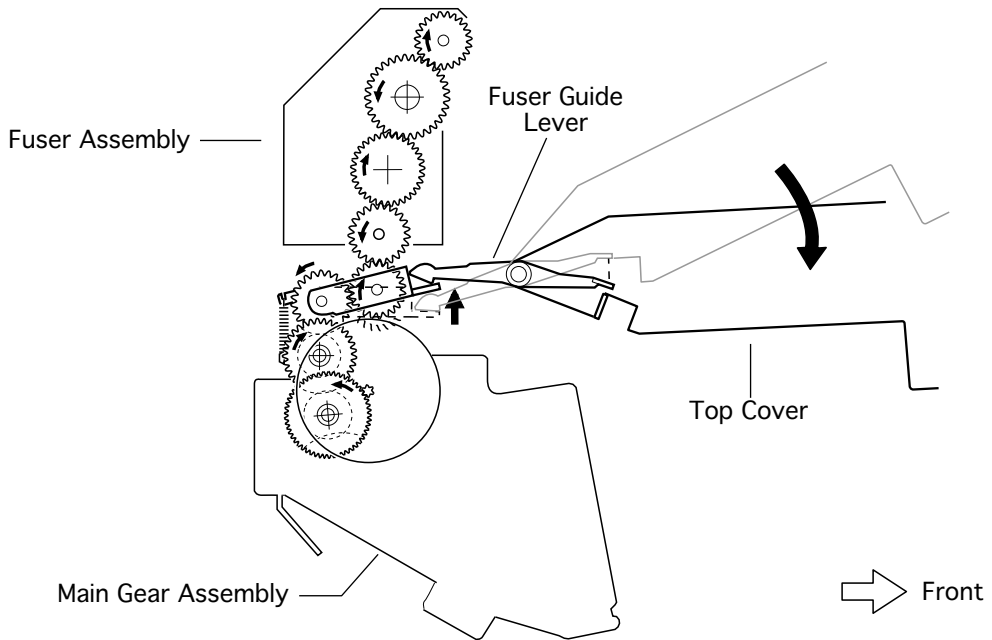 Fuser Guide
Lever
Fuser Assembly
Top Cover
Main Gear Assembly
Front